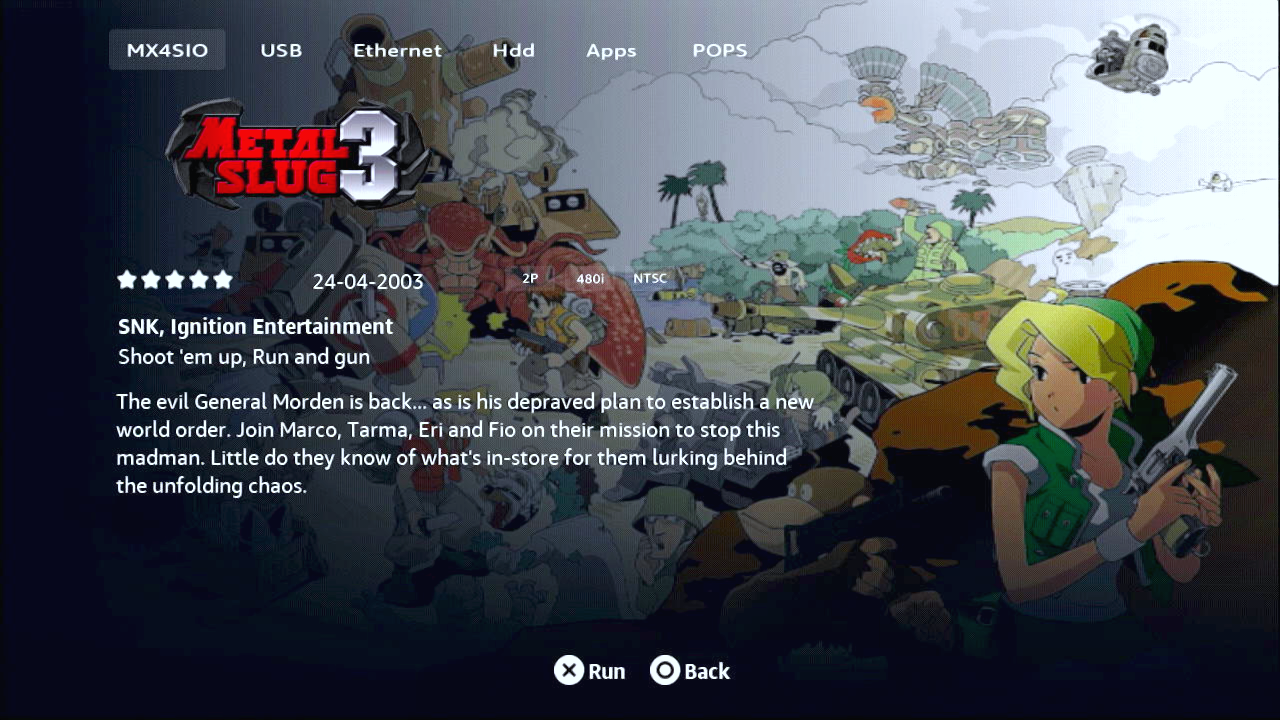 MX4SIO USB Ethernet Hdd Apps POPS
METAL SLUG 3
24-04-2003 2P 480i NTSC
SNK, Ignition Entertainment
Shoot 'em up, Run and gun
The evil General Morden is back... as is his depraved plan to establish a new
world order. Join Marco, Tarma, Eri and Fio on their mission to stop this
madman. Little do they know of what's in-store for them lurking behind
the unfolding chaos.
Run Back